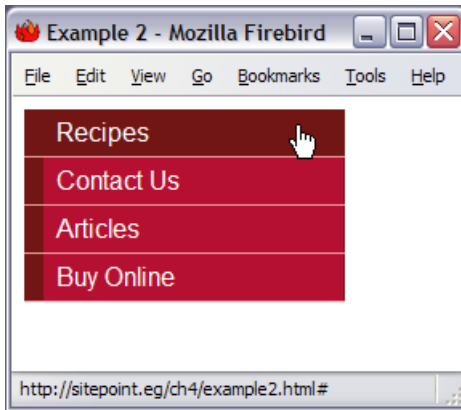 Example 2 - Mozilla Firebird
File Edit View Go Bookmarks Tools Help
Recipes
Contact Us
Articles
Buy Online
http://sitepoint.eg/ch4/example2.html#